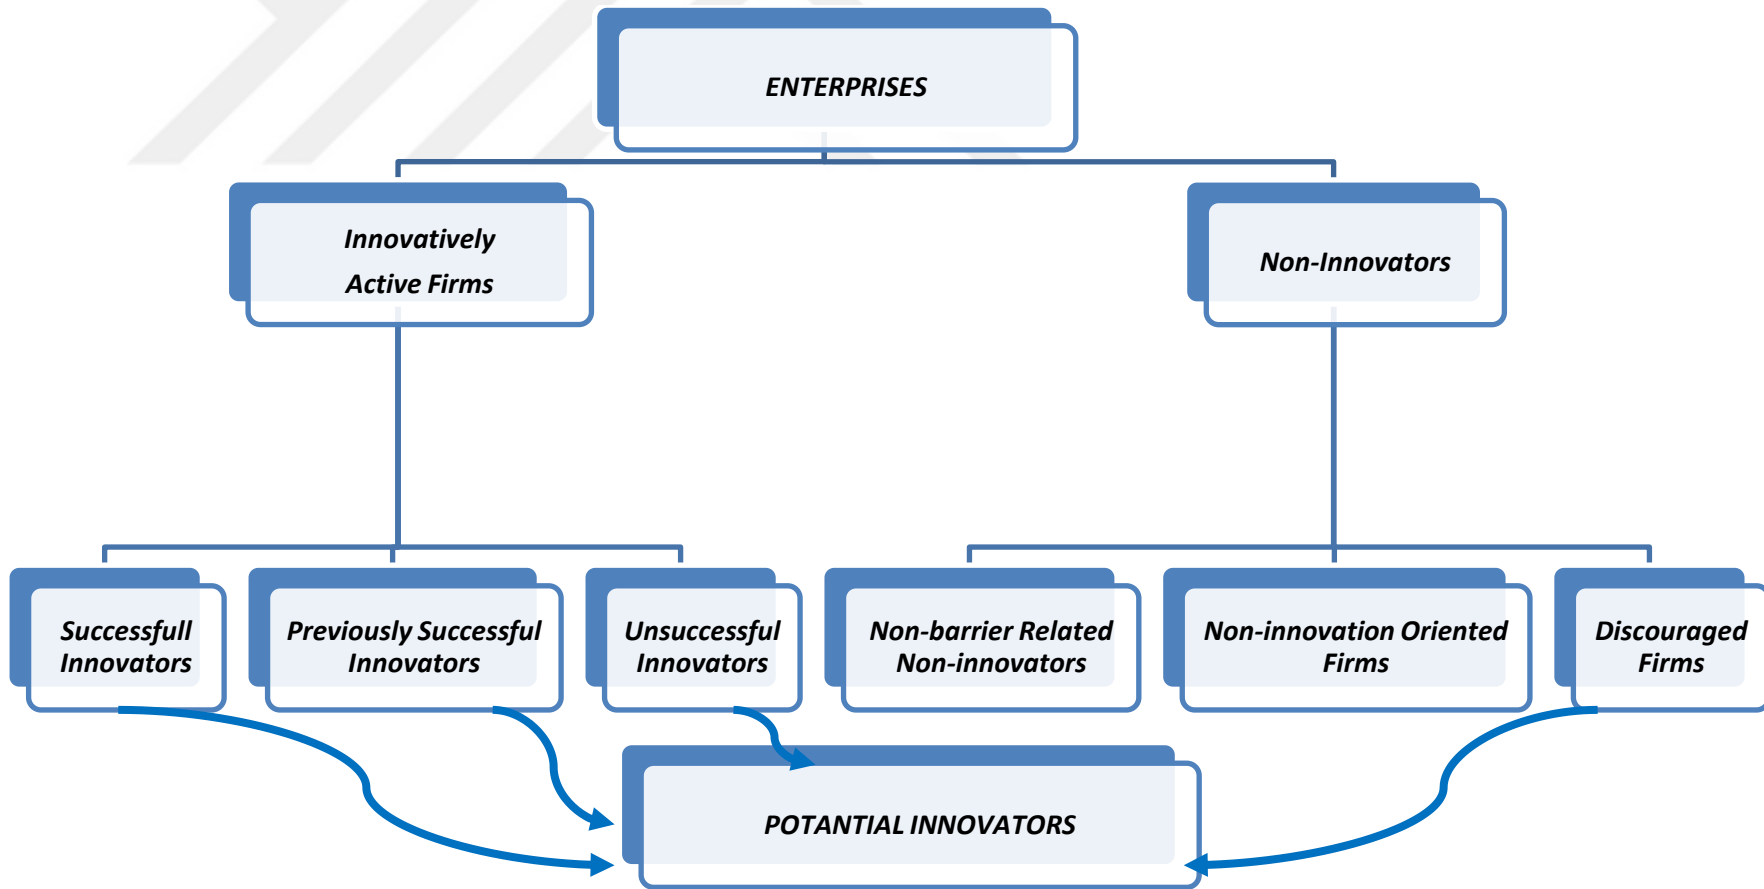 ENTERPRISES
Innovatively
Active Firms
Non-Innovators
Successfull
Innovators
Previously Successful
Innovators
Unsuccessful
Innovators
Non-barrier Related
Non-innovators
Non-innovation Oriented
Firms
Discouraged
Firms
POTANTIAL INNOVATORS